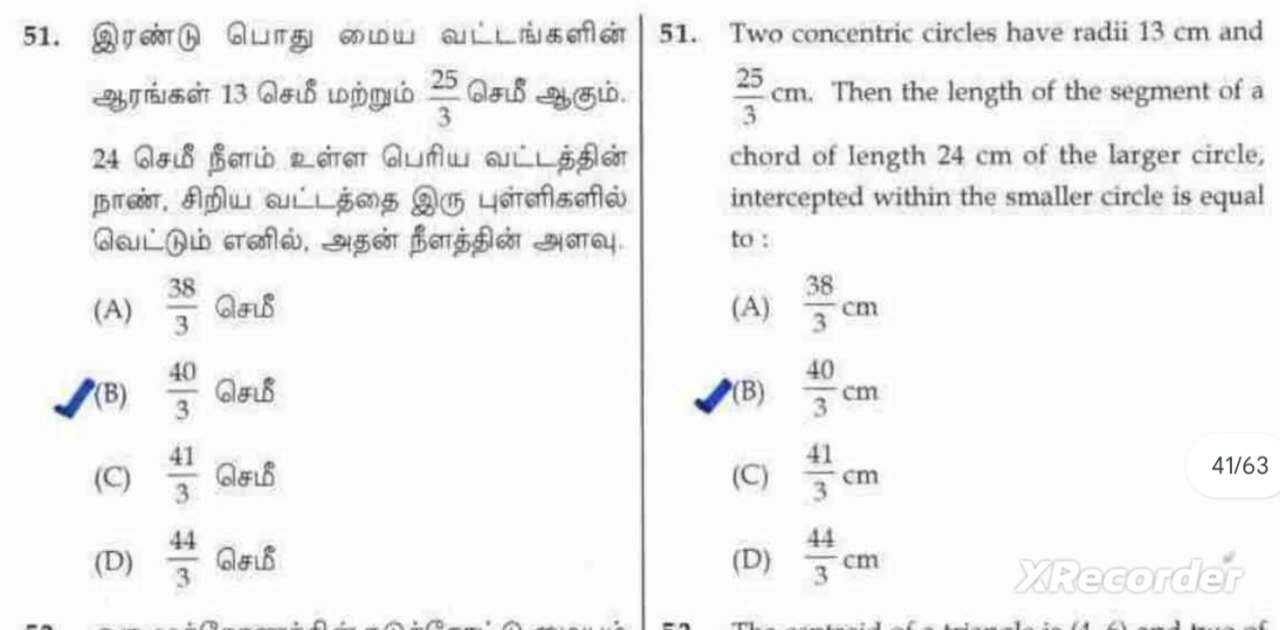 51. இரண்டு பொது மைய வட்டங்களின்
ஆரங்கள் 13 செமீ மற்றும் 25/3 செமீ ஆகும்.
24 செமீ நீளம் உள்ள பெரிய வட்டத்தின்
நாண், சிறிய வட்டத்தை இரு புள்ளிகளில்
வெட்டும் எனில், அதன் நீளத்தின் அளவு.
(A) 38/3 செமீ
(B) 40/3 செமீ
(C) 41/3 செமீ
(D) 44/3 செமீ
51. Two concentric circles have radii 13 cm and
25/3 cm. Then the length of the segment of a
chord of length 24 cm of the larger circle,
intercepted within the smaller circle is equal
to :
(A) 38/3 cm
(B) 40/3 cm
(C) 41/3 cm
(D) 44/3 cm
41/63
XRecorder